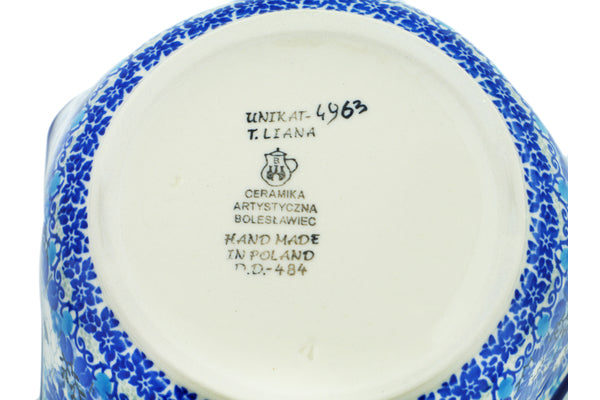 UNIKAT-4963
T. LIANA
B
CERAMIKA
ARTYSTYCZNA
BOLESŁAWIEC
HAND MADE
IN POLAND
D.D.-484